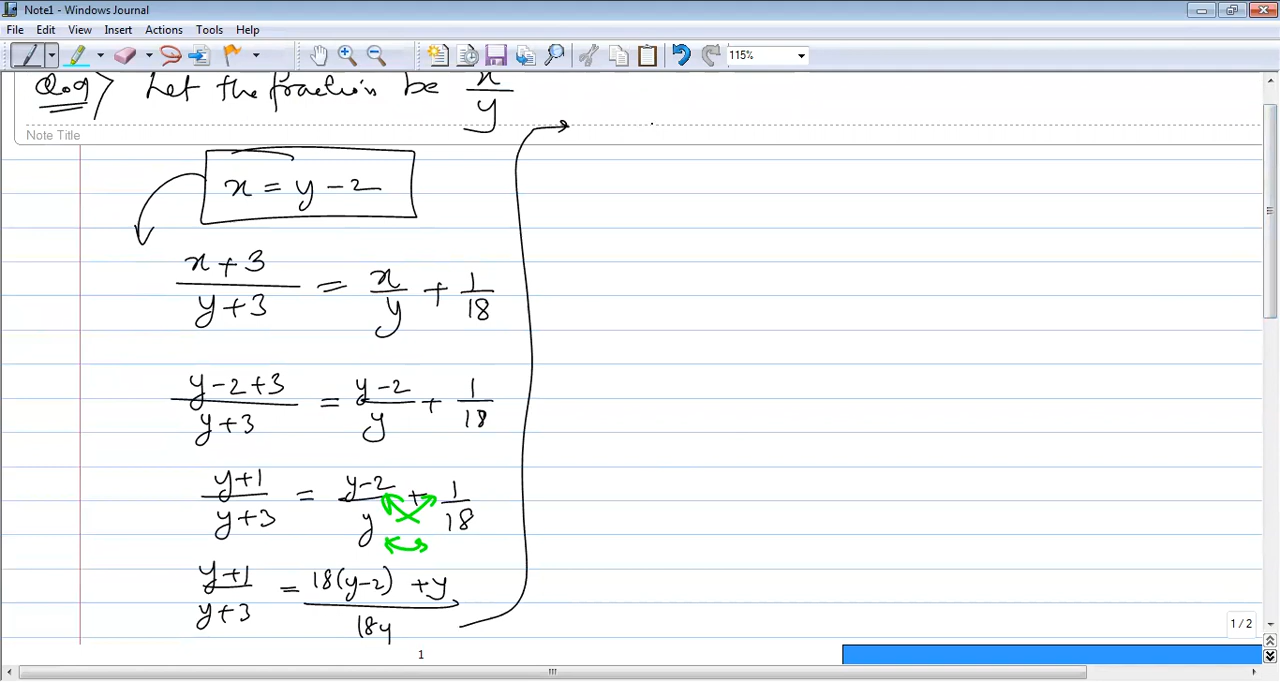 Note1 - Windows Journal
File Edit View Insert Actions Tools Help
115%
Q.9) Let the fraction be x/y
Note Title
x = y - 2
(x + 3)/(y + 3) = x/y + 1/18
(y - 2 + 3)/(y + 3) = (y - 2)/y + 1/18
(y + 1)/(y + 3) = (y - 2)/y + 1/18
(y + 1)/(y + 3) = (18(y - 2) + y)/18y
1 / 2
1